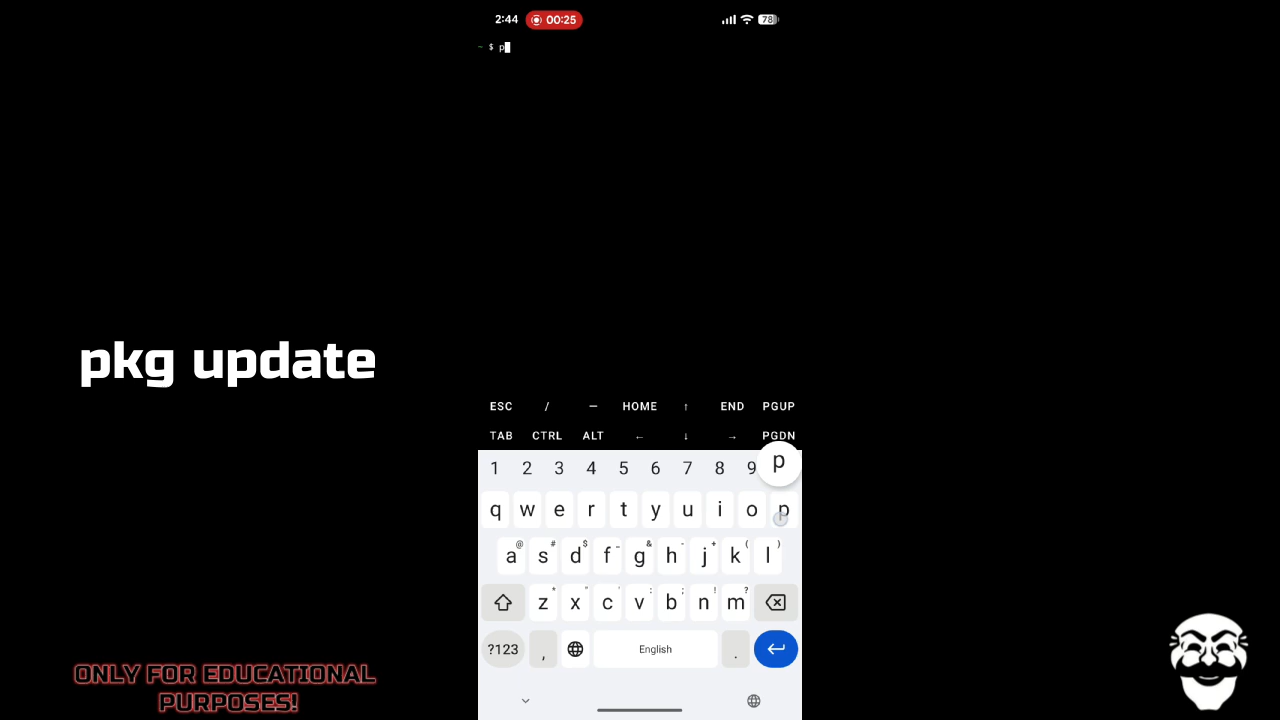 2:44 00:25 78
~ $ p
pkg update
ESC / — HOME ↑ END PGUP
TAB CTRL ALT ← ↓ → PGDN
p
1 2 3 4 5 6 7 8 9
q w e r t y u i o p
@ # $ _ & - + ( )
a s d f g h j k l
* " ' : ; ! ?
z x c v b n m
?123 , English .
ONLY FOR EDUCATIONAL
PURPOSES!